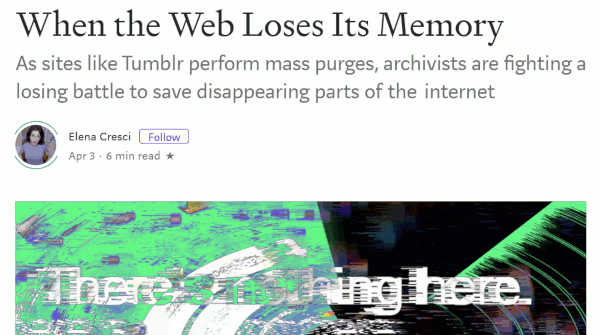 When the Web Loses Its Memory
As sites like Tumblr perform mass purges, archivists are fighting a
losing battle to save disappearing parts of the internet
Elena Cresci Follow
Apr 3 · 6 min read ★
There's nothing here.